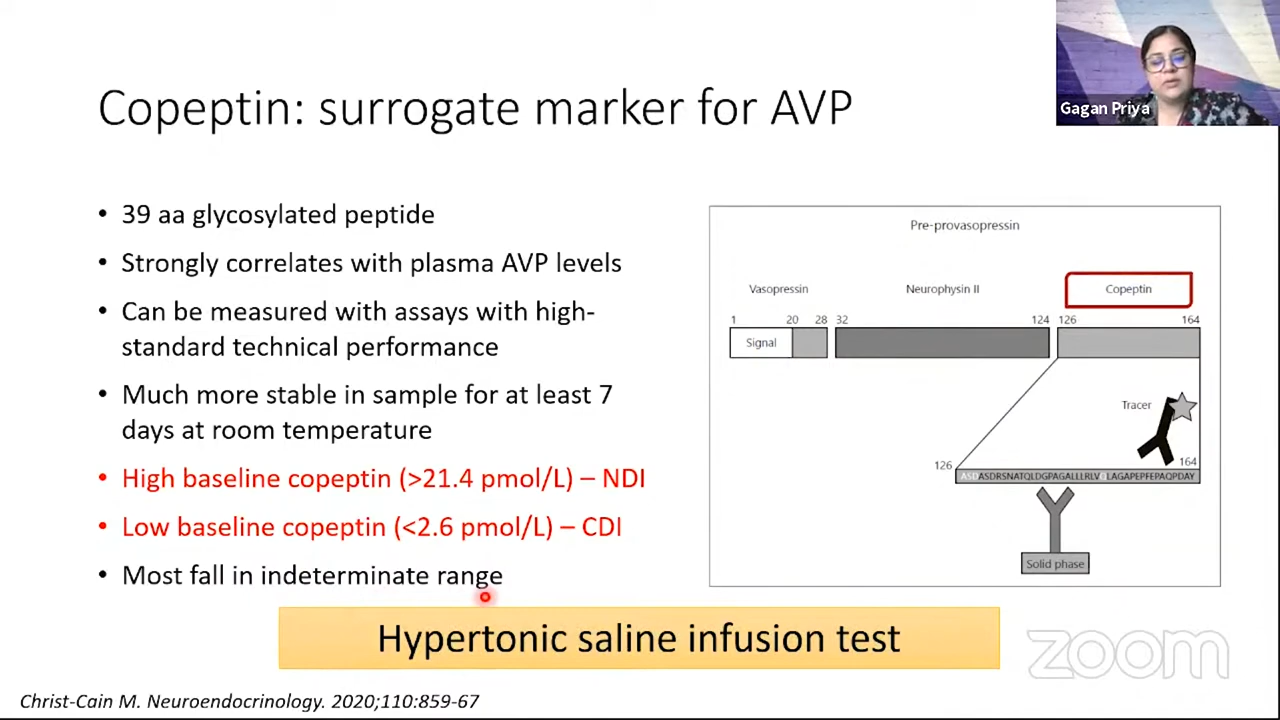 Gagan Priya
Copeptin: surrogate marker for AVP
• 39 aa glycosylated peptide
• Strongly correlates with plasma AVP levels
• Can be measured with assays with high-
standard technical performance
• Much more stable in sample for at least 7
days at room temperature
• High baseline copeptin (>21.4 pmol/L) – NDI
• Low baseline copeptin (<2.6 pmol/L) – CDI
• Most fall in indeterminate range
Pre-provasopressin
Vasopressin Neurophysin II Copeptin
1 20 28 32 124 126 164
Signal
Tracer
126 164
ASDASDRSNATQLDGPAGALLLRLVQLAGAPEPFEPAQPDAY
Solid phase
Hypertonic saline infusion test
zoom
Christ-Cain M. Neuroendocrinology. 2020;110:859-67